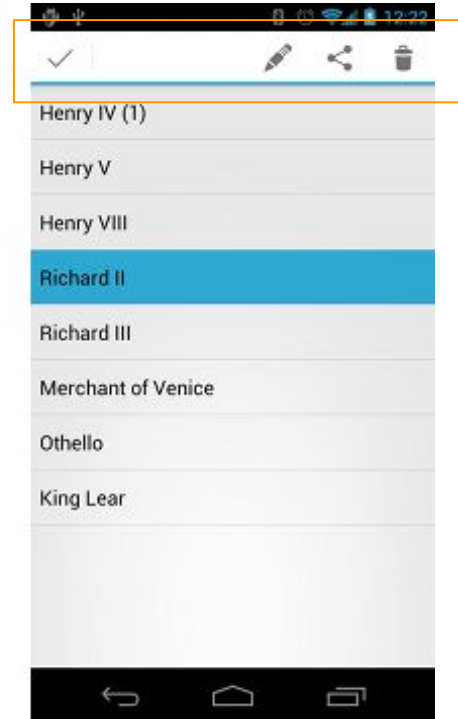 12:22
Henry IV (1)
Henry V
Henry VIII
Richard II
Richard III
Merchant of Venice
Othello
King Lear